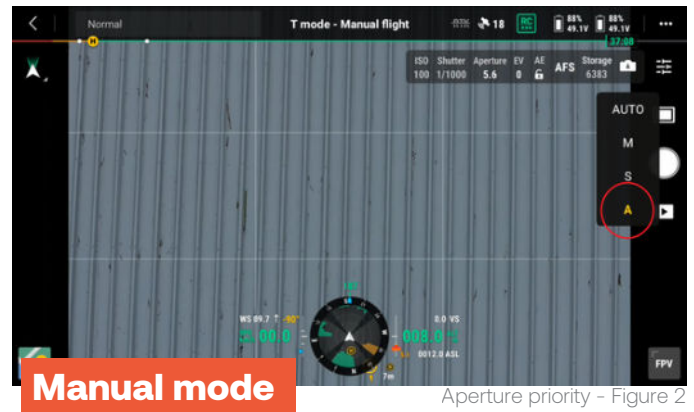 Normal
T mode - Manual flight
RTK
18
RC
88%
49.1V
88%
49.1V
37:08
H
ISO Shutter Aperture EV AE AFS Storage
100 1/1000 5.6 0 6383
AUTO
M
S
A
WS 09.7 -90°
0.0 VS
00.0
008.0
0012.0 ASL
N
7m
FPV
Manual mode
Aperture priority - Figure 2